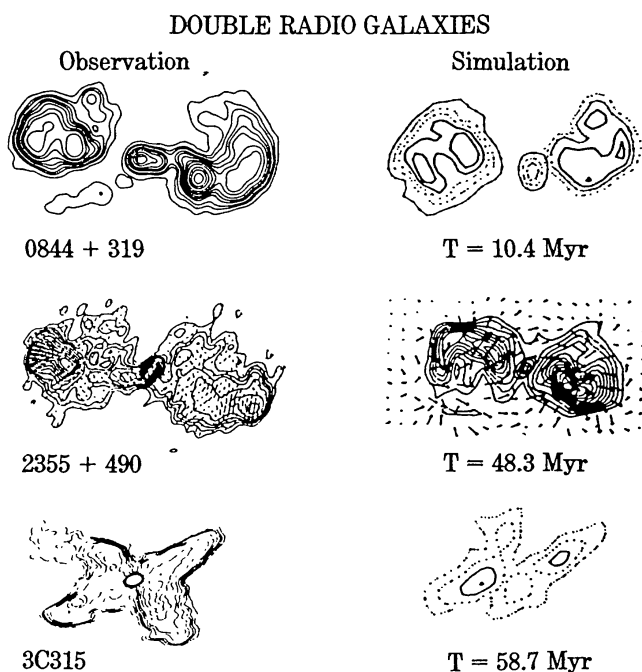 DOUBLE RADIO GALAXIES
Observation Simulation
0844 + 319 T = 10.4 Myr
2355 + 490 T = 48.3 Myr
3C315 T = 58.7 Myr